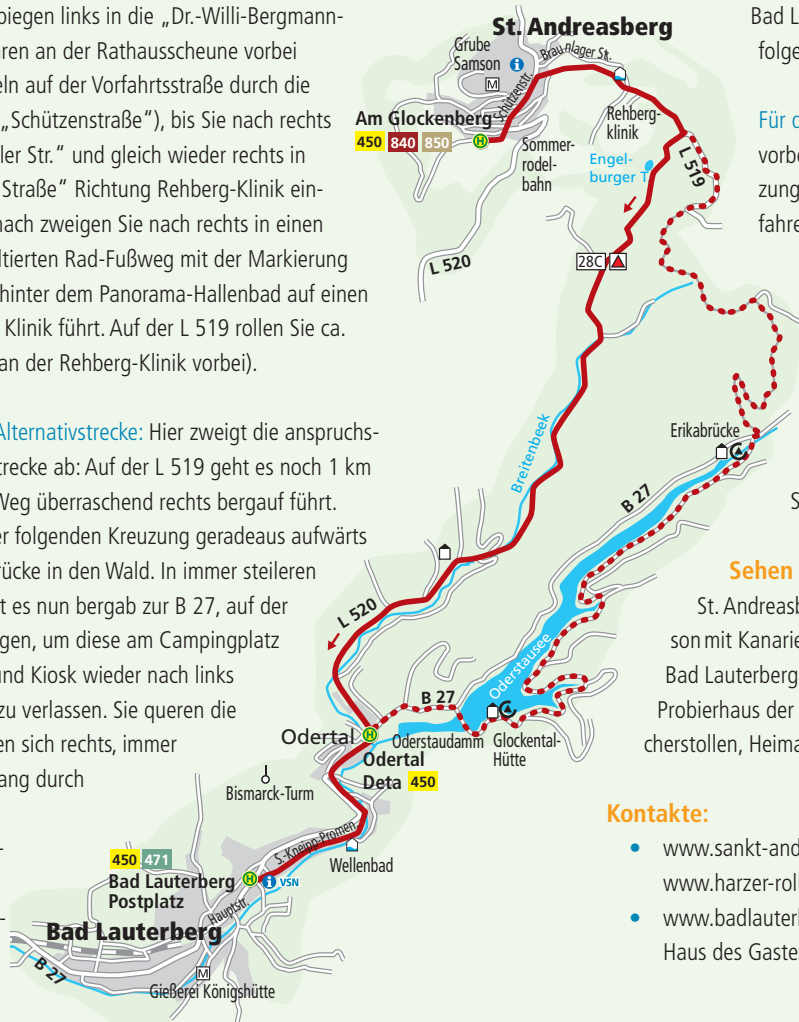 biegen links in die „Dr.-Willi-Bergmann-
ren an der Rathausscheune vorbei
eln auf der Vorfahrtsstraße durch die
„Schützenstraße“), bis Sie nach rechts
ler Str.“ und gleich wieder rechts in
Straße“ Richtung Rehberg-Klinik ein-
nach zweigen Sie nach rechts in einen
ltierten Rad-Fußweg mit der Markierung
hinter dem Panorama-Hallenbad auf einen
Klinik führt. Auf der L 519 rollen Sie ca.
an der Rehberg-Klinik vorbei).
Alternativstrecke: Hier zweigt die anspruchs-
trecke ab: Auf der L 519 geht es noch 1 km
Weg überraschend rechts bergauf führt.
er folgenden Kreuzung geradeaus aufwärts
rücke in den Wald. In immer steileren
t es nun bergab zur B 27, auf der
gen, um diese am Campingplatz
und Kiosk wieder nach links
zu verlassen. Sie queren die
en sich rechts, immer
ang durch
-
-
St. Andreasberg
Grube
Samson
i
M
Braunlager Str.
Schützenstr.
Am Glockenberg
450 840 850
H
Sommer-
rodel-
bahn
Rehberg-
klinik
Engel-
burger T.
L 519
L 520
28C
Breitenbeek
Erikabrücke
B 27
L 520
Oderstausee
B 27
Odertal
H
Odertal
Deta 450
Oderstaudamm
Glockental-
Hütte
Bismarck-Turm
S.-Kneipp-Promen.
Wellenbad
450 471
Bad Lauterberg
Postplatz
H
i VSN
Hauptstr.
Bad Lauterberg
B 27
M
Gießerei Königshütte
Bad L
folge
Für d
vorbe
zung
fahre
S
Sehen
St. Andreasb
son mit Kanarie
Bad Lauterberg
Probierhaus der
cherstollen, Heima
Kontakte:
• www.sankt-and
www.harzer-roll
• www.badlauterb
Haus des Gastes